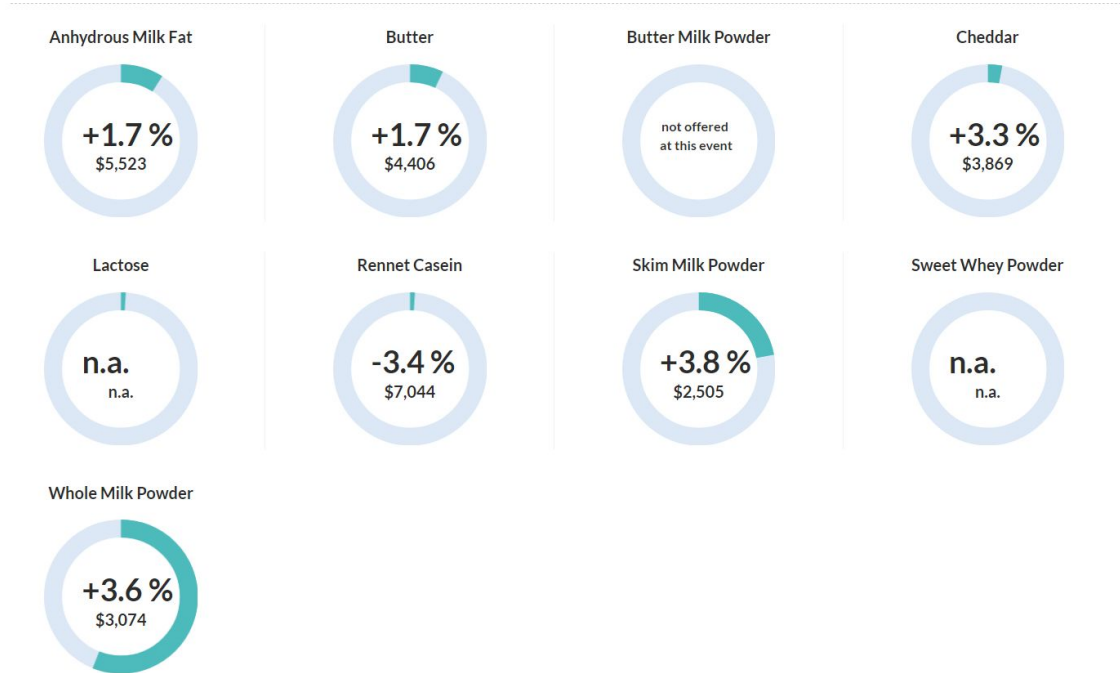 Anhydrous Milk Fat
+1.7 %
$5,523
Butter
+1.7 %
$4,406
Butter Milk Powder
not offered
at this event
Cheddar
+3.3 %
$3,869
Lactose
n.a.
n.a.
Rennet Casein
-3.4 %
$7,044
Skim Milk Powder
+3.8 %
$2,505
Sweet Whey Powder
n.a.
n.a.
Whole Milk Powder
+3.6 %
$3,074